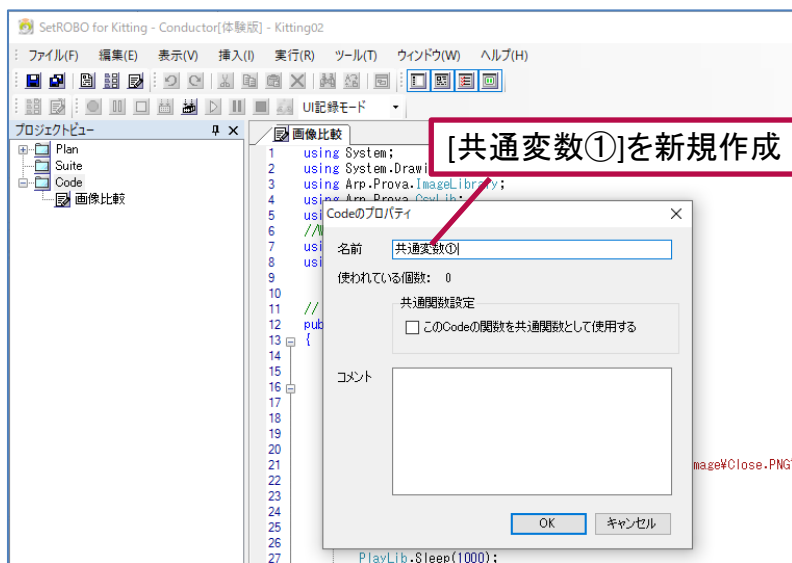 SetROBO for Kitting - Conductor[体験版] - Kitting02
ファイル(F) 編集(E) 表示(V) 挿入(I) 実行(R) ツール(T) ウィンドウ(W) ヘルプ(H)
UI記録モード
プロジェクトビュー
画像比較
Plan
Suite
Code
画像比較
[共通変数①]を新規作成
1 using System;
2 using System.Drawi
3 using Arp.Prova.ImageLibrary;
4 using Arp.Prova.CsvLib;
5 usi
6
7 usi
8 usi
9
10
11 //
12 pub
13 {
14
15
16
17
18
19
20
21 mage¥Close.PNG
22
23
24
25
26
27 PlayLib.Sleep(1000);
Codeのプロパティ
名前 共通変数①
使われている個数: 0
共通関数設定
このCodeの関数を共通関数として使用する
コメント
OK キャンセル